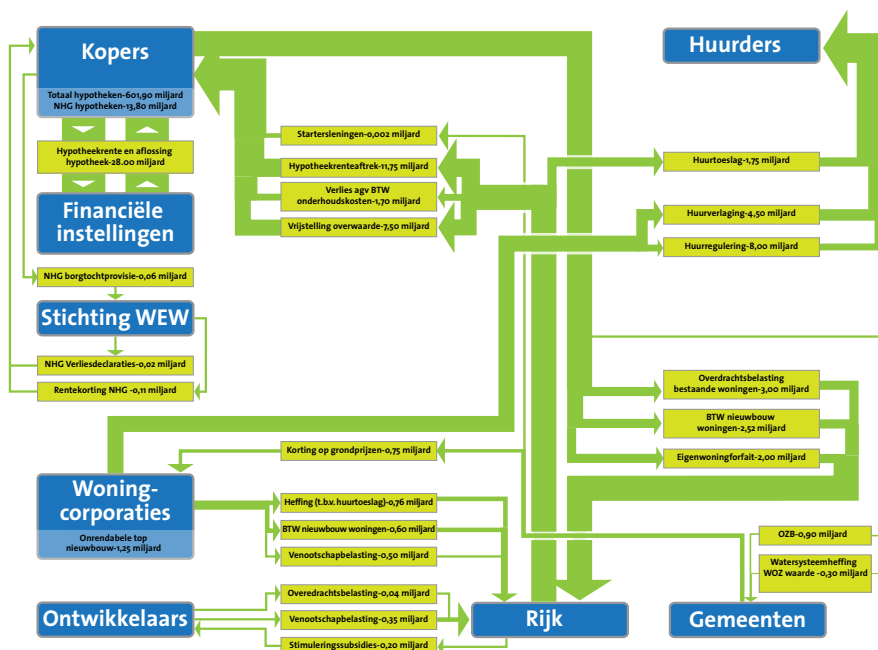 Kopers
Totaal hypotheken-601,90 miljard
NHG hypotheken-13,80 miljard
Hypotheekrente en aflossing
hypotheek-28.00 miljard
Financiële
instellingen
NHG borgtochtprovisie-0,06 miljard
Stichting WEW
NHG Verliesdeclaraties-0,02 miljard
Rentekorting NHG -0,11 miljard
Woning-
corporaties
Onrendabele top
nieuwbouw-1,25 miljard
Ontwikkelaars
Startersleningen-0,002 miljard
Hypotheekrenteaftrek-11,75 miljard
Verlies agv BTW
onderhoudskosten-1,70 miljard
Vrijstelling overwaarde-7,50 miljard
Korting op grondprijzen-0,75 miljard
Heffing (t.b.v. huurtoeslag)-0,76 miljard
BTW nieuwbouw woningen-0,60 miljard
Venootschapbelasting-0,50 miljard
Overedrachtsbelasting-0,04 miljard
Venootschapbelasting-0,35 miljard
Stimuleringssubsidies-0,20 miljard
Rijk
Huurders
Huurtoeslag-1,75 miljard
Huurverlaging-4,50 miljard
Huurregulering-8,00 miljard
Overdrachtsbelasting
bestaande woningen-3,00 miljard
BTW nieuwbouw
woningen-2,52 miljard
Eigenwoningforfait-2,00 miljard
OZB-0,90 miljard
Watersysteemheffing
WOZ waarde -0,30 miljard
Gemeenten